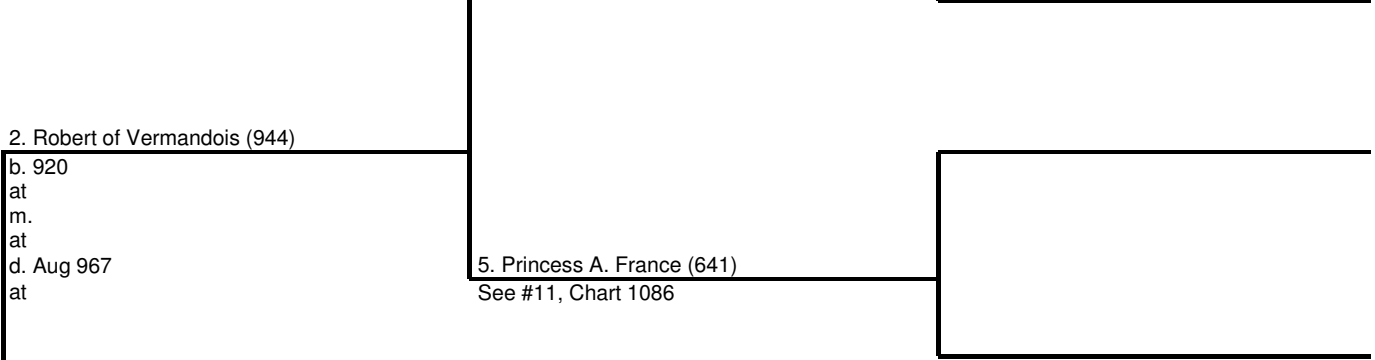 2. Robert of Vermandois (944)
b. 920
at
m.
at
d. Aug 967
at
5. Princess A. France (641)
See #11, Chart 1086